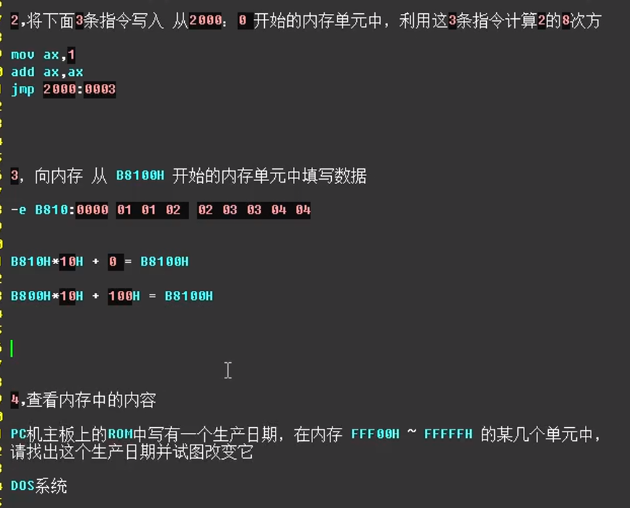 2,将下面3条指令写入 从2000：0 开始的内存单元中，利用这3条指令计算2的8次方
mov ax,1
add ax,ax
jmp 2000:0003
3，向内存 从 B8100H 开始的内存单元中填写数据
-e B810:0000 01 01 02 02 03 03 04 04
B810H*10H + 0 = B8100H
B800H*10H + 100H = B8100H
4,查看内存中的内容
PC机主板上的ROM中写有一个生产日期，在内存 FFF00H ~ FFFFFH 的某几个单元中，
请找出这个生产日期并试图改变它
DOS系统